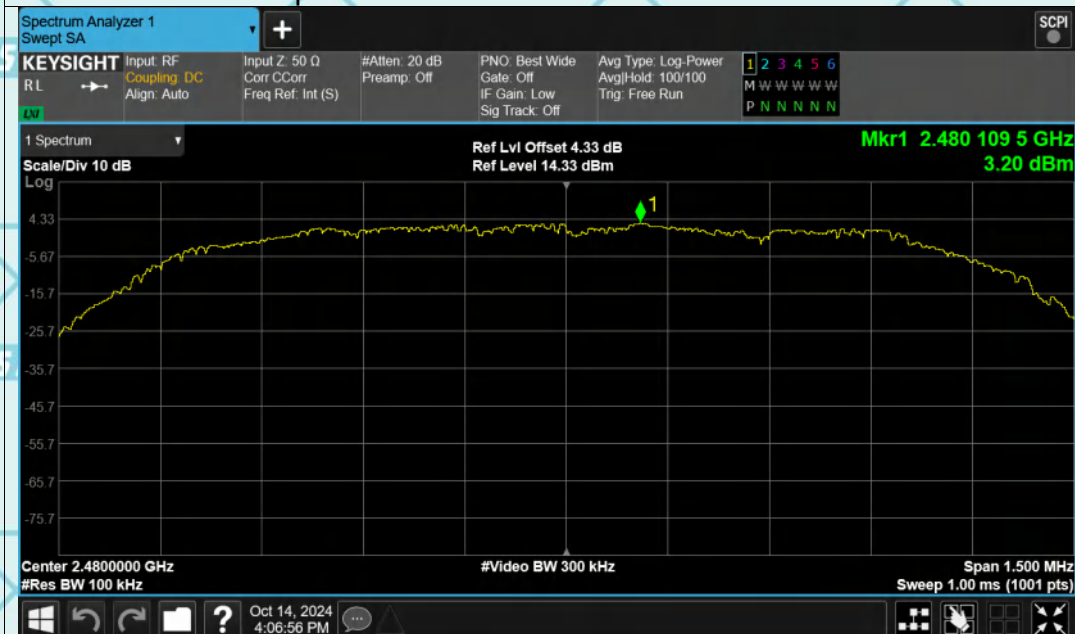 Spectrum Analyzer 1
Swept SA
+
SCPI
KEYSIGHT
RL
LXI
Input: RF
Coupling: DC
Align: Auto
Input Z: 50 Ω
Corr CCorr
Freq Ref: Int (S)
#Atten: 20 dB
Preamp: Off
PNO: Best Wide
Gate: Off
IF Gain: Low
Sig Track: Off
Avg Type: Log-Power
Avg|Hold: 100/100
Trig: Free Run
1 2 3 4 5 6
M W W W W W
P N N N N N
1 Spectrum
Scale/Div 10 dB
Log
Ref Lvl Offset 4.33 dB
Ref Level 14.33 dBm
Mkr1 2.480 109 5 GHz
3.20 dBm
1
4.33
-5.67
-15.7
-25.7
-35.7
-45.7
-55.7
-65.7
-75.7
Center 2.4800000 GHz
#Res BW 100 kHz
#Video BW 300 kHz
Span 1.500 MHz
Sweep 1.00 ms (1001 pts)
?
Oct 14, 2024
4:06:56 PM